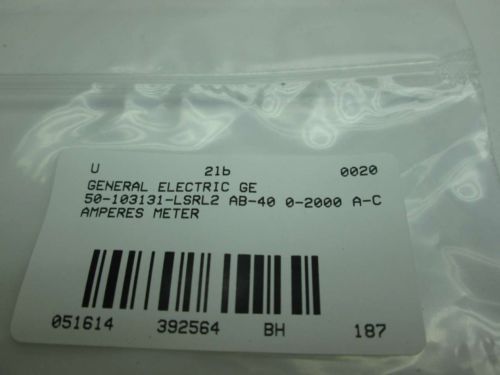 U 21b 0020
GENERAL ELECTRIC GE
50-103131-LSRL2 AB-40 0-2000 A-C
AMPERES METER
051614 392564 BH 187